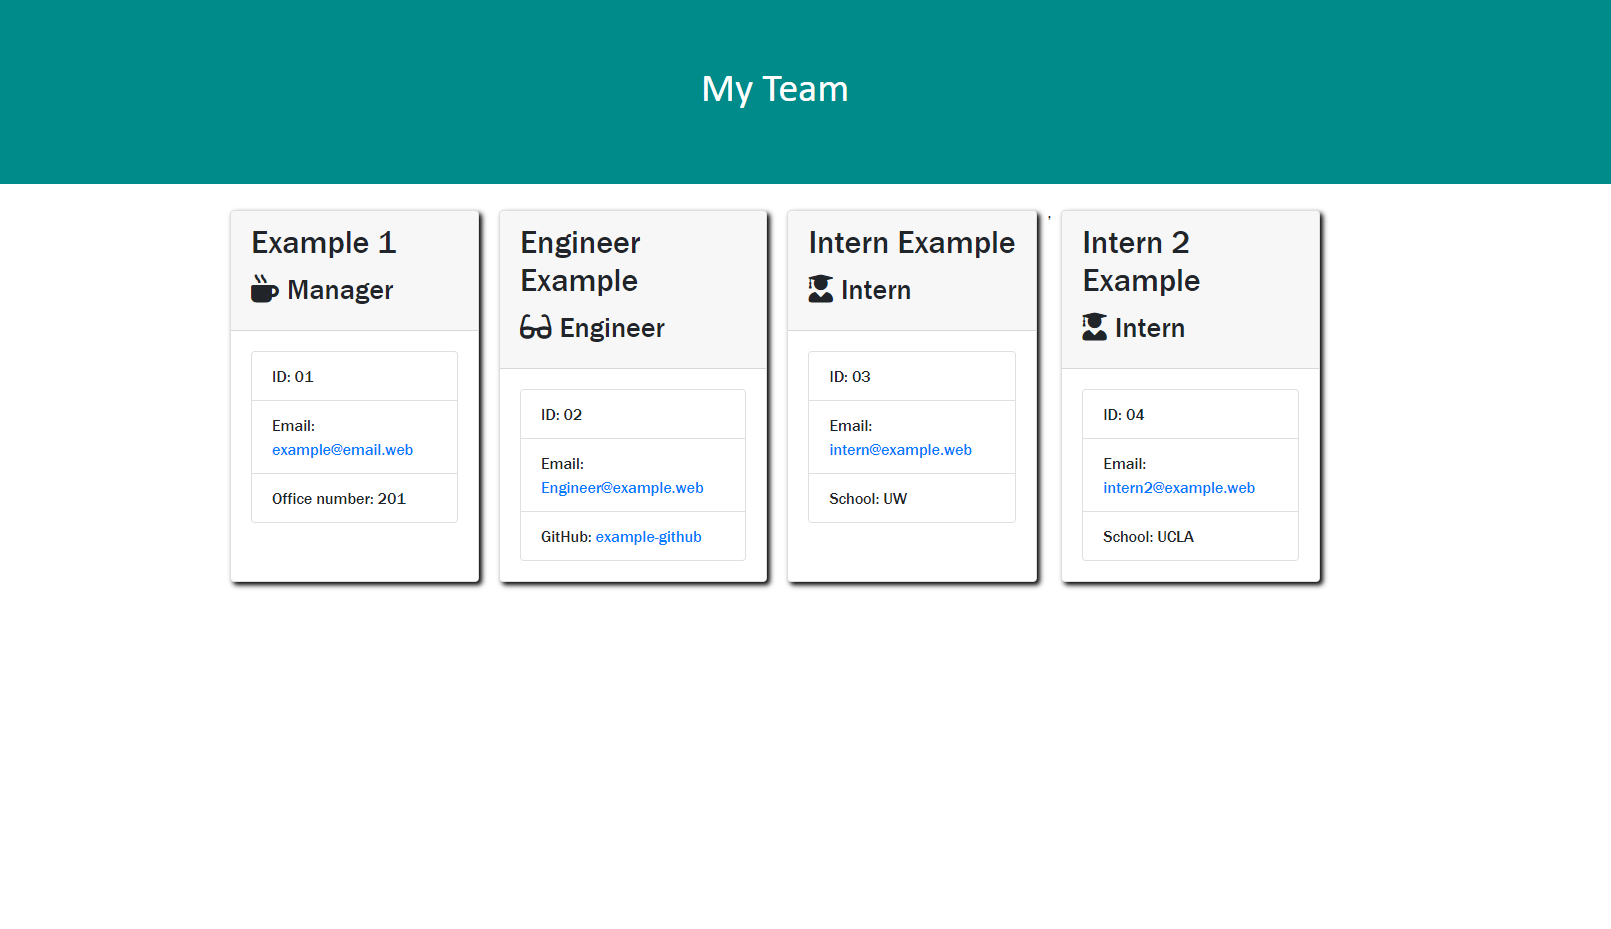 My Team
Example 1
Manager
ID: 01
Email:
example@email.web
Office number: 201
Engineer
Example
Engineer
ID: 02
Email:
Engineer@example.web
GitHub: example-github
Intern Example
Intern
ID: 03
Email:
intern@example.web
School: UW
,
Intern 2
Example
Intern
ID: 04
Email:
intern2@example.web
School: UCLA